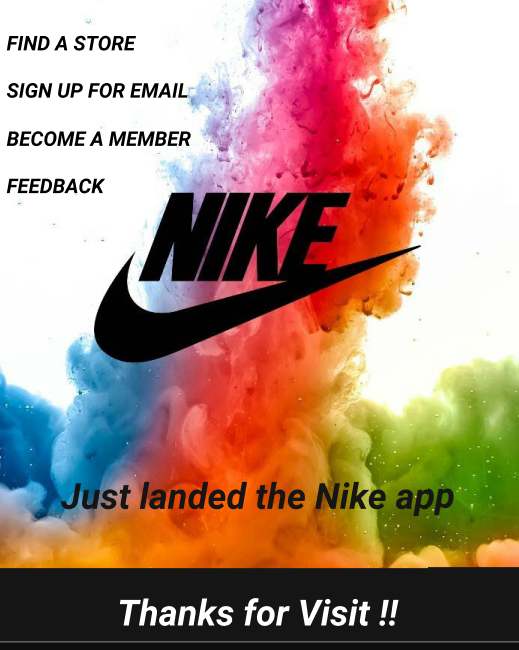 FIND A STORE
SIGN UP FOR EMAIL
BECOME A MEMBER
FEEDBACK
NIKE
Just landed the Nike app
Thanks for Visit !!